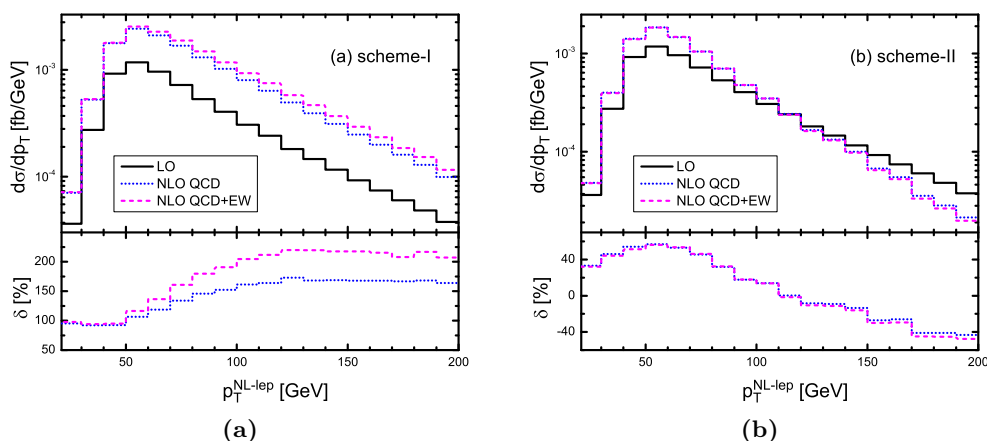 (a) scheme-I
dσ/dp_T [fb/GeV]
10⁻³
10⁻⁴
LO
NLO QCD
NLO QCD+EW
δ [%]
200
150
100
50
50 100 150 200
p_T^NL-lep [GeV]
(a)
(b) scheme-II
dσ/dp_T [fb/GeV]
10⁻³
10⁻⁴
LO
NLO QCD
NLO QCD+EW
δ [%]
40
0
-40
50 100 150 200
p_T^NL-lep [GeV]
(b)